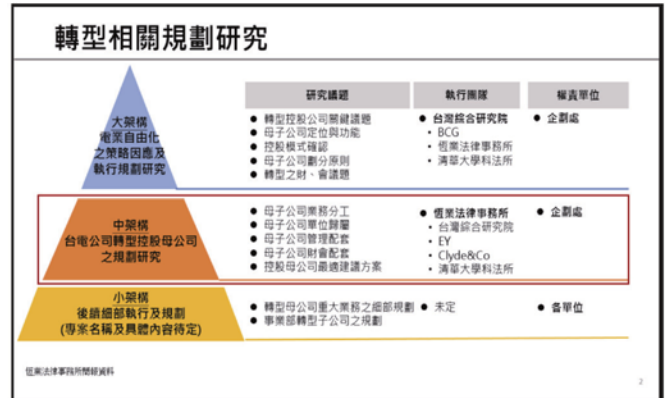 轉型相關規劃研究
研究議題 執行團隊 權責單位
大架構
電業自由化
之策略因應及
執行規劃研究
● 轉型控股公司關鍵議題
● 母子公司定位與功能
● 控股模式確認
● 母子公司劃分原則
● 轉型之財、會議題
● 台灣綜合研究院
• BCG
• 恆業法律事務所
• 清華大學科法所
● 企劃處
中架構
台電公司轉型控股母公司
之規劃研究
● 母子公司業務分工
● 母子公司單位歸屬
● 母子公司管理配套
● 母子公司財會配套
● 控股母公司最適建議方案
● 恆業法律事務所
• 台灣綜合研究院
• EY
• Clyde&Co
• 清華大學科法所
● 企劃處
小架構
後續細部執行及規劃
(專案名稱及具體內容待定)
● 轉型母公司重大業務之細部規劃
● 事業部轉型子公司之規劃
● 未定
● 各單位
恆業法律事務所簡報資料
2